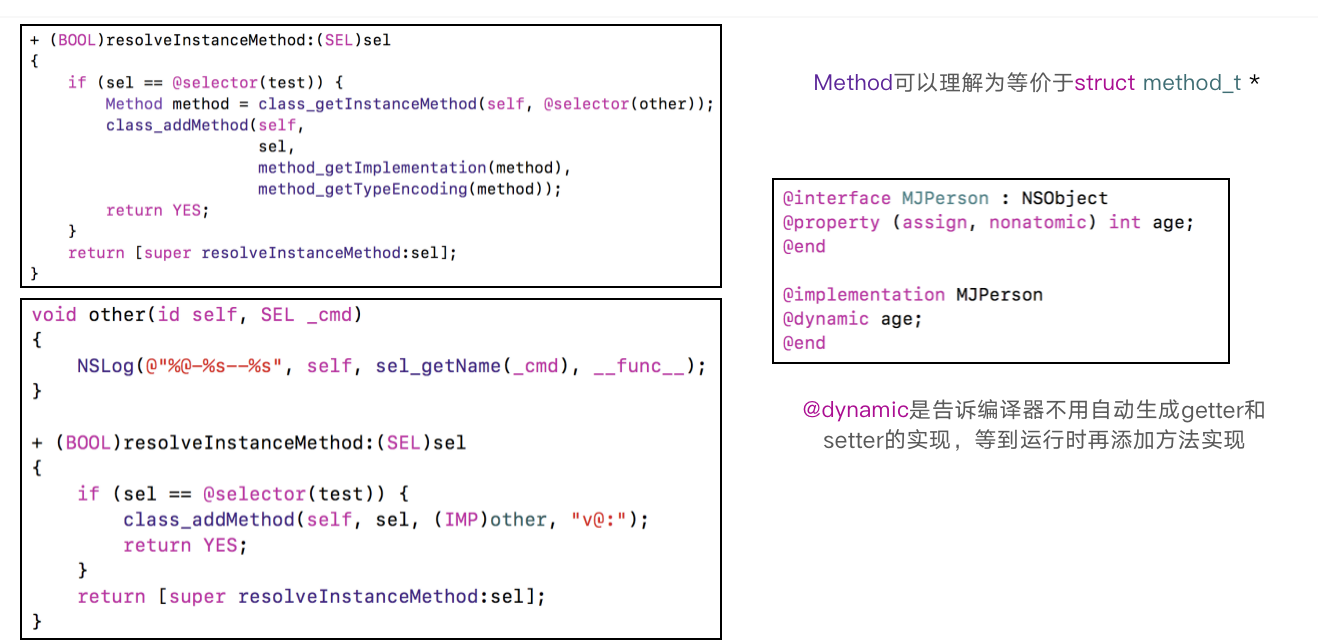 + (BOOL)resolveInstanceMethod:(SEL)sel
{
    if (sel == @selector(test)) {
        Method method = class_getInstanceMethod(self, @selector(other));
        class_addMethod(self,
                        sel,
                        method_getImplementation(method),
                        method_getTypeEncoding(method));
        return YES;
    }
    return [super resolveInstanceMethod:sel];
}
void other(id self, SEL _cmd)
{
    NSLog(@"%@-%s--%s", self, sel_getName(_cmd), __func__);
}
+ (BOOL)resolveInstanceMethod:(SEL)sel
{
    if (sel == @selector(test)) {
        class_addMethod(self, sel, (IMP)other, "v@:");
        return YES;
    }
    return [super resolveInstanceMethod:sel];
}
Method可以理解为等价于struct method_t *
@interface MJPerson : NSObject
@property (assign, nonatomic) int age;
@end
@implementation MJPerson
@dynamic age;
@end
@dynamic是告诉编译器不用自动生成getter和
setter的实现，等到运行时再添加方法实现